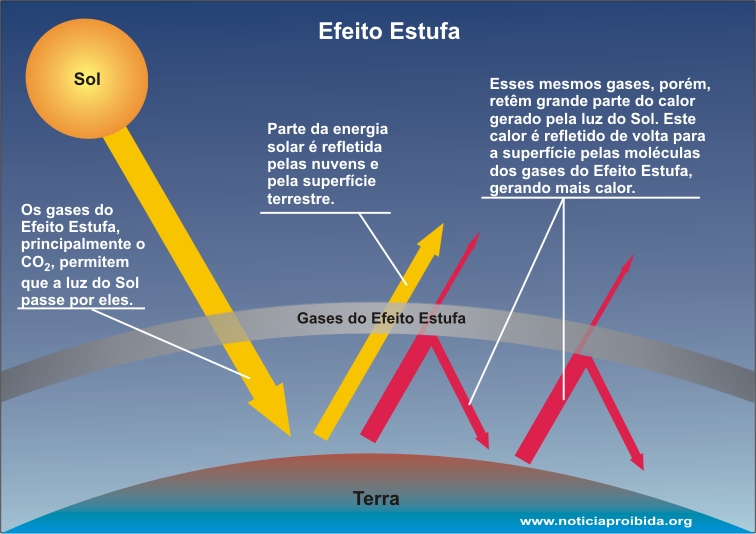 Efeito Estufa
Sol
Os gases do
Efeito Estufa,
principalmente o
CO2, permitem
que a luz do Sol
passe por eles.
Parte da energia
solar é refletida
pelas nuvens e
pela superfície
terrestre.
Esses mesmos gases, porém,
retêm grande parte do calor
gerado pela luz do Sol. Este
calor é refletido de volta para
a superfície pelas moléculas
dos gases do Efeito Estufa,
gerando mais calor.
Gases do Efeito Estufa
Terra
www.noticiaproibida.org